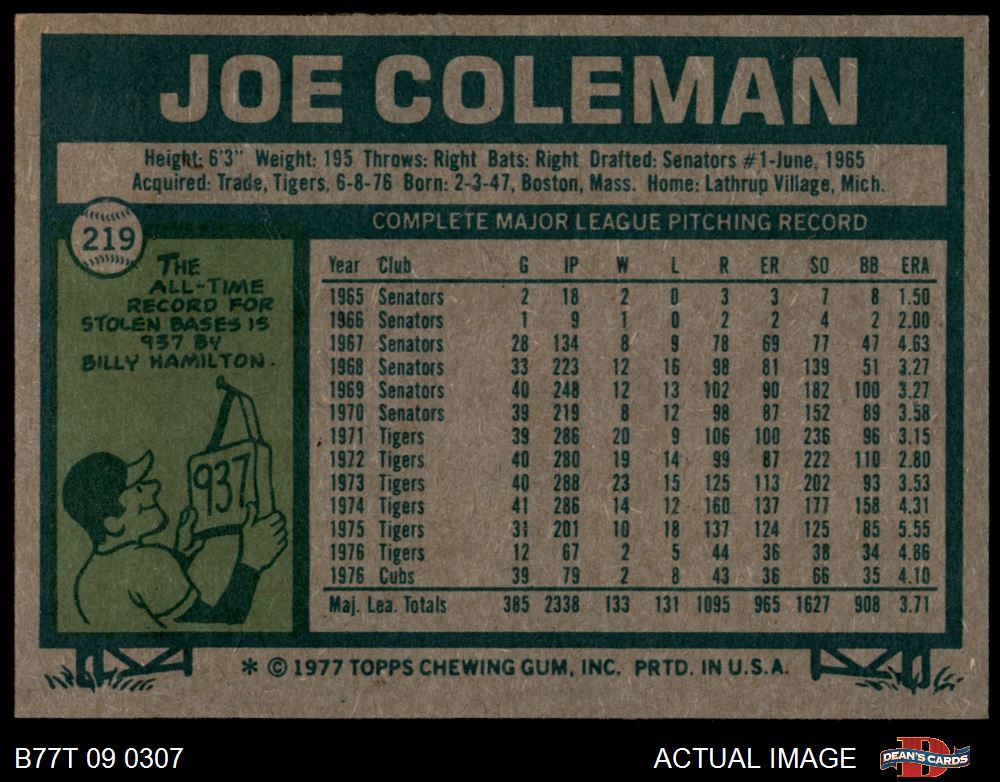 JOE COLEMAN
Height: 6'3" Weight: 195 Throws: Right Bats: Right Drafted: Senators #1-June, 1965
Acquired: Trade, Tigers, 6-8-76 Born: 2-3-47, Boston, Mass. Home: Lathrup Village, Mich.
219
THE
ALL-TIME
RECORD FOR
STOLEN BASES IS
937 BY
BILLY HAMILTON.
937
COMPLETE MAJOR LEAGUE PITCHING RECORD
Year Club G IP W L R ER SO BB ERA
1965 Senators 2 18 2 0 3 3 7 8 1.50
1966 Senators 1 9 1 0 2 2 4 2 2.00
1967 Senators 28 134 8 9 78 69 77 47 4.63
1968 Senators 33 223 12 16 98 81 139 51 3.27
1969 Senators 40 248 12 13 102 90 182 100 3.27
1970 Senators 39 219 8 12 98 87 152 89 3.58
1971 Tigers 39 286 20 9 106 100 236 96 3.15
1972 Tigers 40 280 19 14 99 87 222 110 2.80
1973 Tigers 40 288 23 15 125 113 202 93 3.53
1974 Tigers 41 286 14 12 160 137 177 158 4.31
1975 Tigers 31 201 10 18 137 124 125 85 5.55
1976 Tigers 12 67 2 5 44 36 38 34 4.86
1976 Cubs 39 79 2 8 43 36 66 35 4.10
Maj. Lea. Totals 385 2338 133 131 1095 965 1627 908 3.71
* © 1977 TOPPS CHEWING GUM, INC. PRTD. IN U.S.A.
B77T 09 0307
ACTUAL IMAGE
DEAN'S CARDS